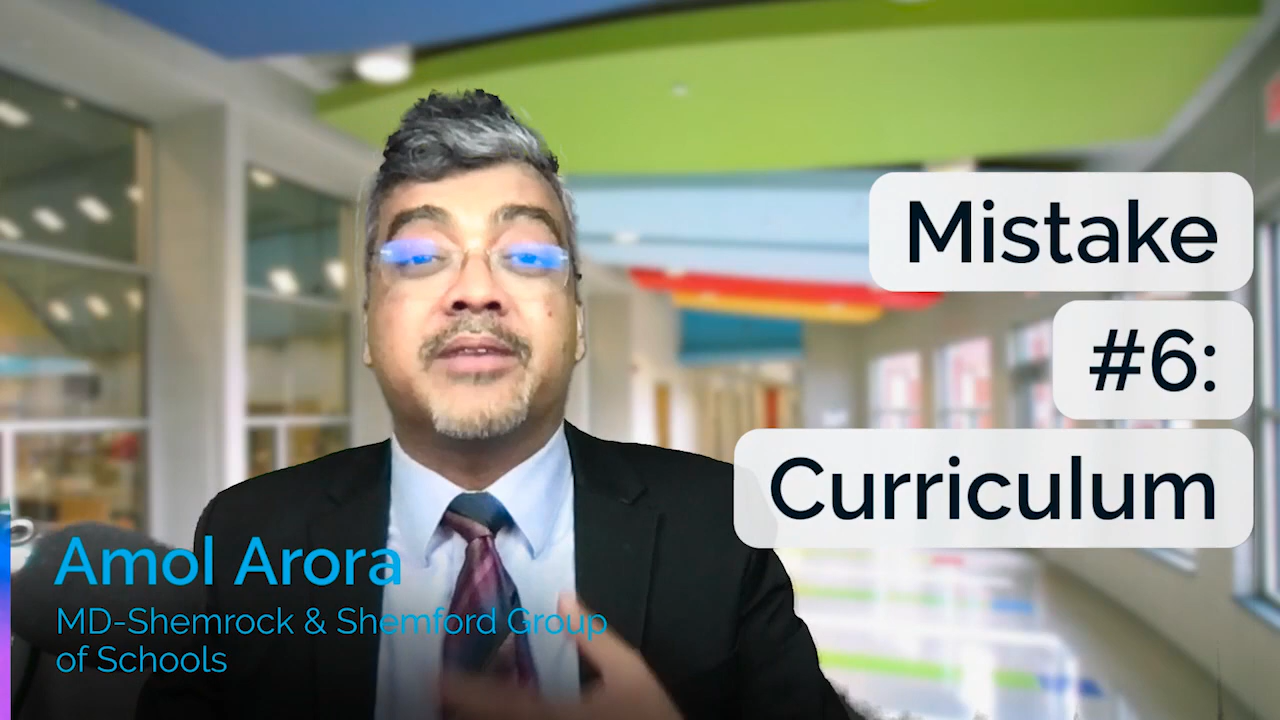 Mistake
#6:
Curriculum
Amol Arora
MD-Shemrock & Shemford Group
of Schools